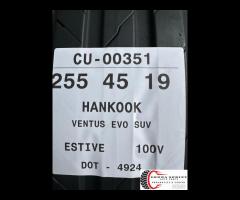 CU-00351
255 45 19
HANKOOK
VENTUS EVO SUV
ESTIVE 100V
DOT - 4924